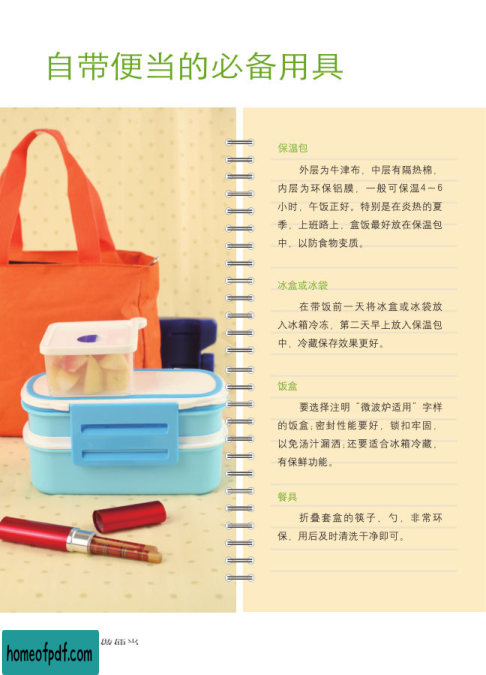 自带便当的必备用具
保温包
外层为牛津布，中层有隔热棉，
内层为环保铝膜，一般可保温4－6
小时，午饭正好。特别是在炎热的夏
季，上班路上，盒饭最好放在保温包
中，以防食物变质。
冰盒或冰袋
在带饭前一天将冰盒或冰袋放
入冰箱冷冻，第二天早上放入保温包
中，冷藏保存效果更好。
饭盒
要选择注明“微波炉适用”字样
的饭盒；密封性能要好，锁扣牢固，
以免汤汁漏洒；还要适合冰箱冷藏，
有保鲜功能。
餐具
折叠套盒的筷子、勺，非常环
保，用后及时清洗干净即可。
homeofpdf.com